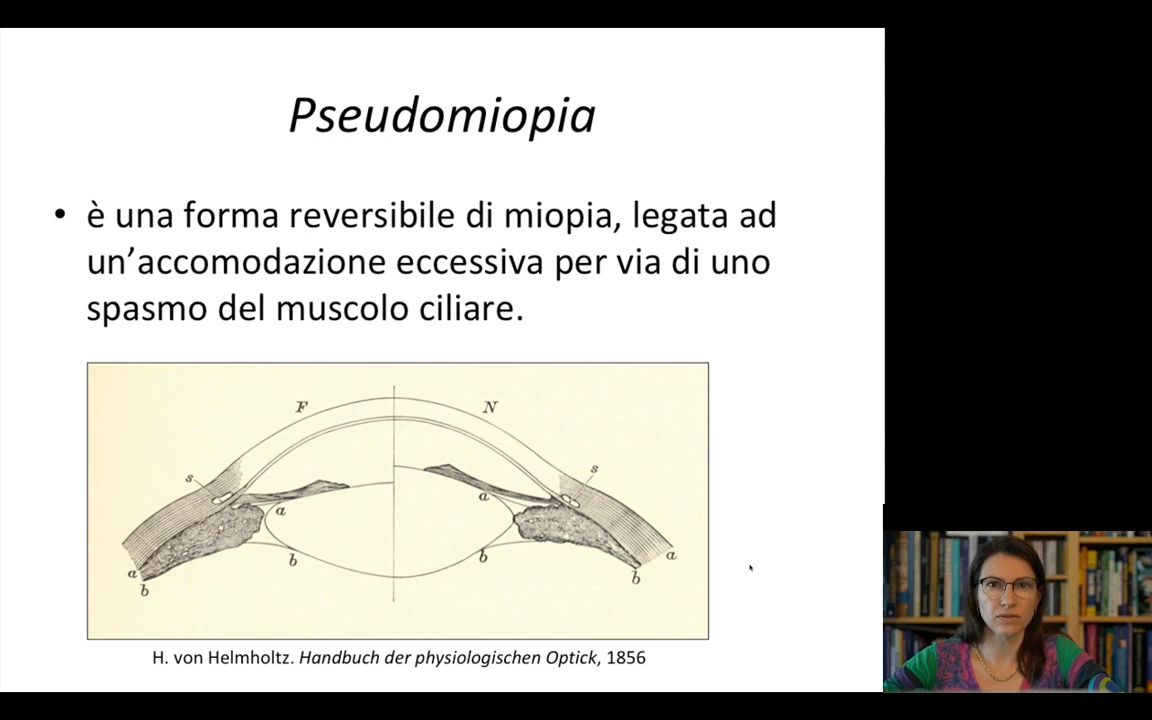 Pseudomiopia
• è una forma reversibile di miopia, legata ad
un’accomodazione eccessiva per via di uno
spasmo del muscolo ciliare.
F N
s s
a a
b b
a a
b b
H. von Helmholtz. Handbuch der physiologischen Optick, 1856